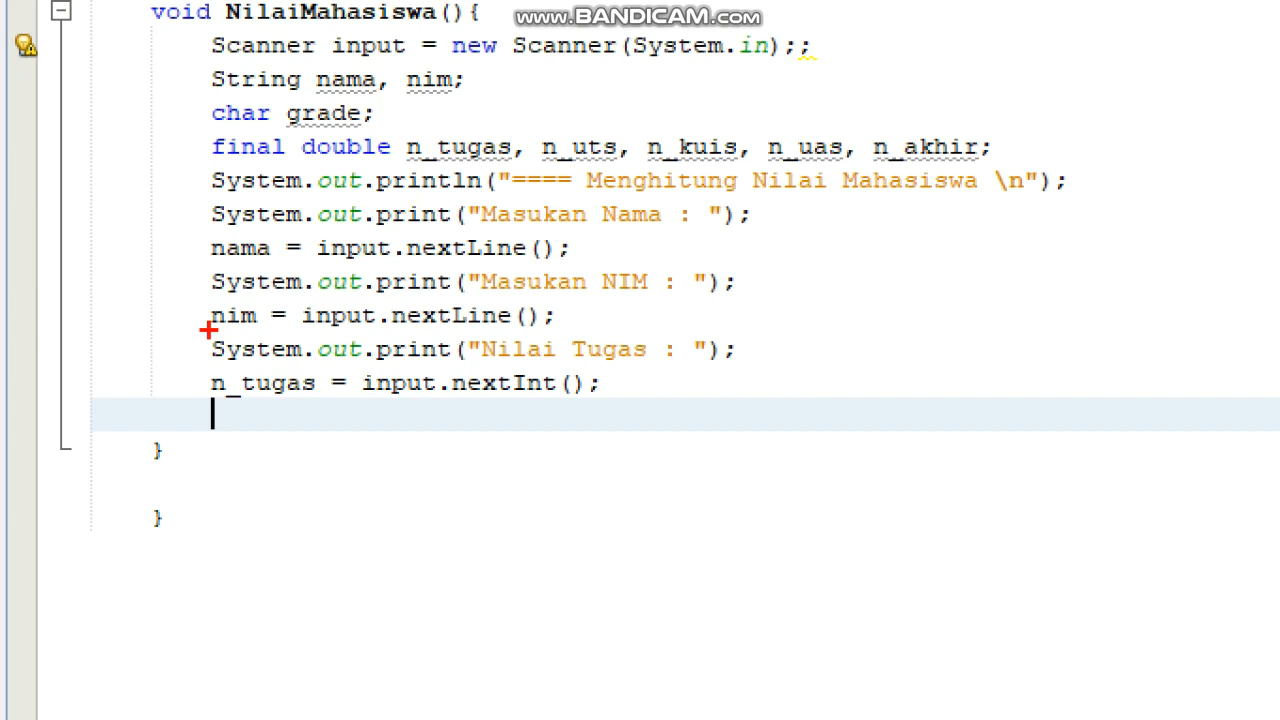 void NilaiMahasiswa(){
www.BANDICAM.com
Scanner input = new Scanner(System.in);;
String nama, nim;
char grade;
final double n_tugas, n_uts, n_kuis, n_uas, n_akhir;
System.out.println("==== Menghitung Nilai Mahasiswa \n");
System.out.print("Masukan Nama : ");
nama = input.nextLine();
System.out.print("Masukan NIM : ");
nim = input.nextLine();
System.out.print("Nilai Tugas : ");
n_tugas = input.nextInt();
}
}